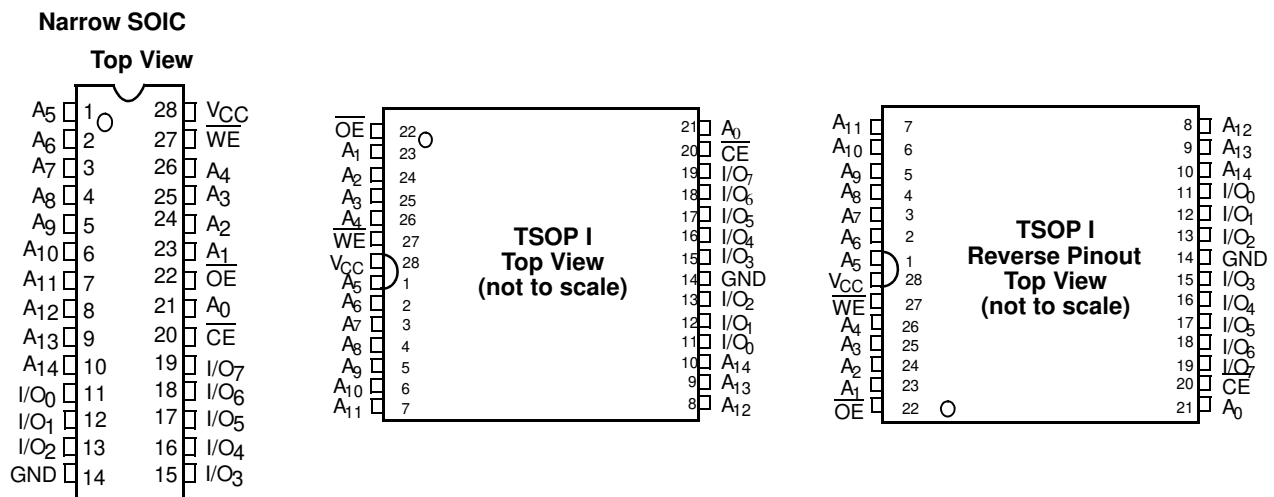 Narrow SOIC
Top View
A5 1 28 VCC
A6 2 27 WE
A7 3 26 A4
A8 4 25 A3
A9 5 24 A2
A10 6 23 A1
A11 7 22 OE
A12 8 21 A0
A13 9 20 CE
A14 10 19 I/O7
I/O0 11 18 I/O6
I/O1 12 17 I/O5
I/O2 13 16 I/O4
GND 14 15 I/O3
OE 22 21 A0
A1 23 20 CE
A2 24 19 I/O7
A3 25 18 I/O6
A4 26 17 I/O5
WE 27 16 I/O4
VCC 28 15 I/O3
A5 1 14 GND
A6 2 13 I/O2
A7 3 12 I/O1
A8 4 11 I/O0
A9 5 10 A14
A10 6 9 A13
A11 7 8 A12
TSOP I
Top View
(not to scale)
A11 7 8 A12
A10 6 9 A13
A9 5 10 A14
A8 4 11 I/O0
A7 3 12 I/O1
A6 2 13 I/O2
A5 1 14 GND
VCC 28 15 I/O3
WE 27 16 I/O4
A4 26 17 I/O5
A3 25 18 I/O6
A2 24 19 I/O7
A1 23 20 CE
OE 22 21 A0
TSOP I
Reverse Pinout
Top View
(not to scale)